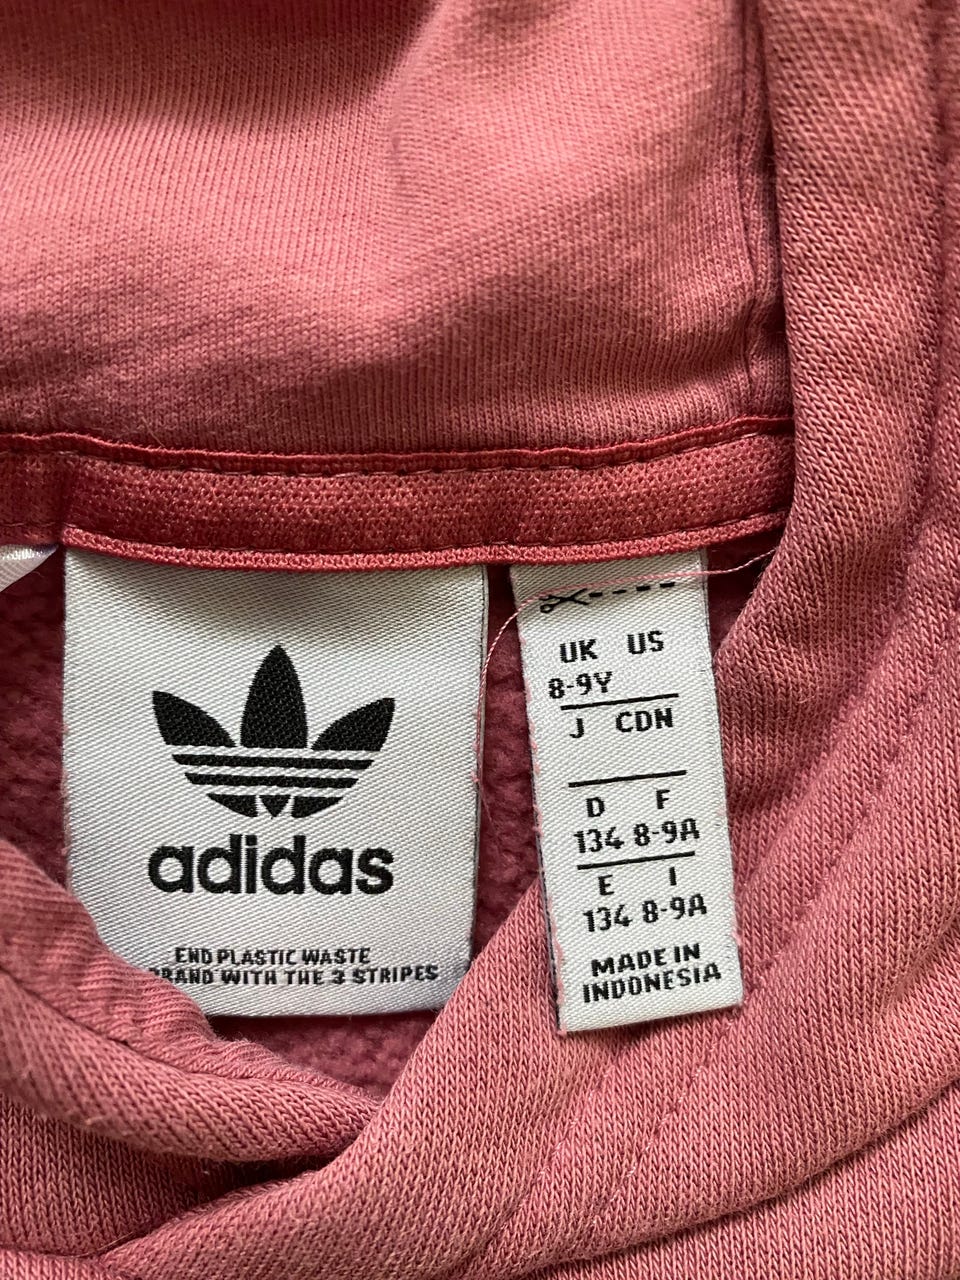 adidas
END PLASTIC WASTE
BRAND WITH THE 3 STRIPES
UK US
8-9Y
J CDN
D F
134 8-9A
E I
134 8-9A
MADE IN
INDONESIA